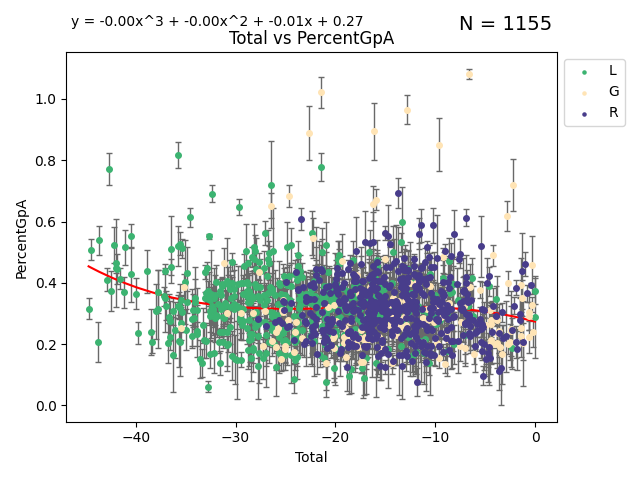 y = -0.00x^3 + -0.00x^2 + -0.01x + 0.27
N = 1155
Total vs PercentGpA
L
G
R
1.0
0.8
0.6
0.4
0.2
0.0
PercentGpA
−40
−30
−20
−10
0
Total